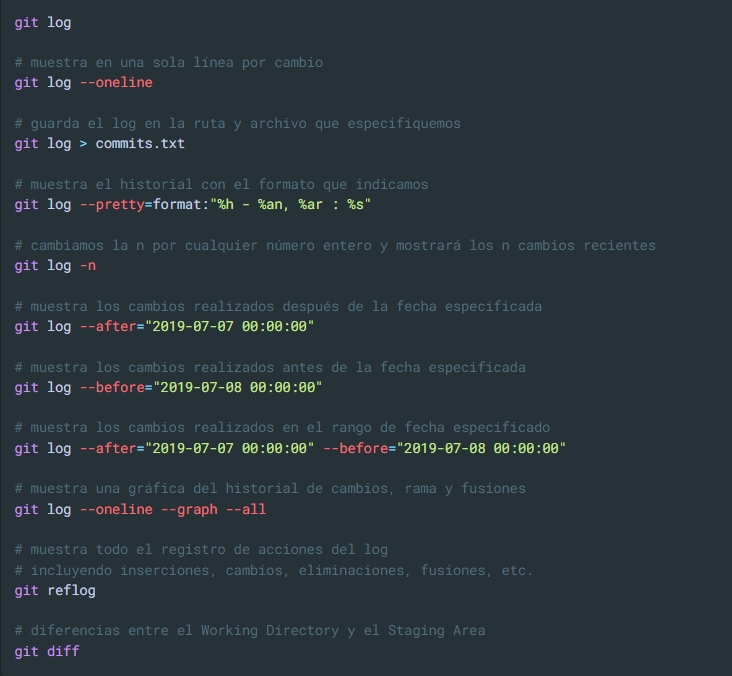 git log
# muestra en una sola línea por cambio
git log --oneline
# guarda el log en la ruta y archivo que especifiquemos
git log > commits.txt
# muestra el historial con el formato que indicamos
git log --pretty=format:"%h - %an, %ar : %s"
# cambiamos la n por cualquier número entero y mostrará los n cambios recientes
git log -n
# muestra los cambios realizados después de la fecha especificada
git log --after="2019-07-07 00:00:00"
# muestra los cambios realizados antes de la fecha especificada
git log --before="2019-07-08 00:00:00"
# muestra los cambios realizados en el rango de fecha especificado
git log --after="2019-07-07 00:00:00" --before="2019-07-08 00:00:00"
# muestra una gráfica del historial de cambios, rama y fusiones
git log --oneline --graph --all
# muestra todo el registro de acciones del log
# incluyendo inserciones, cambios, eliminaciones, fusiones, etc.
git reflog
# diferencias entre el Working Directory y el Staging Area
git diff